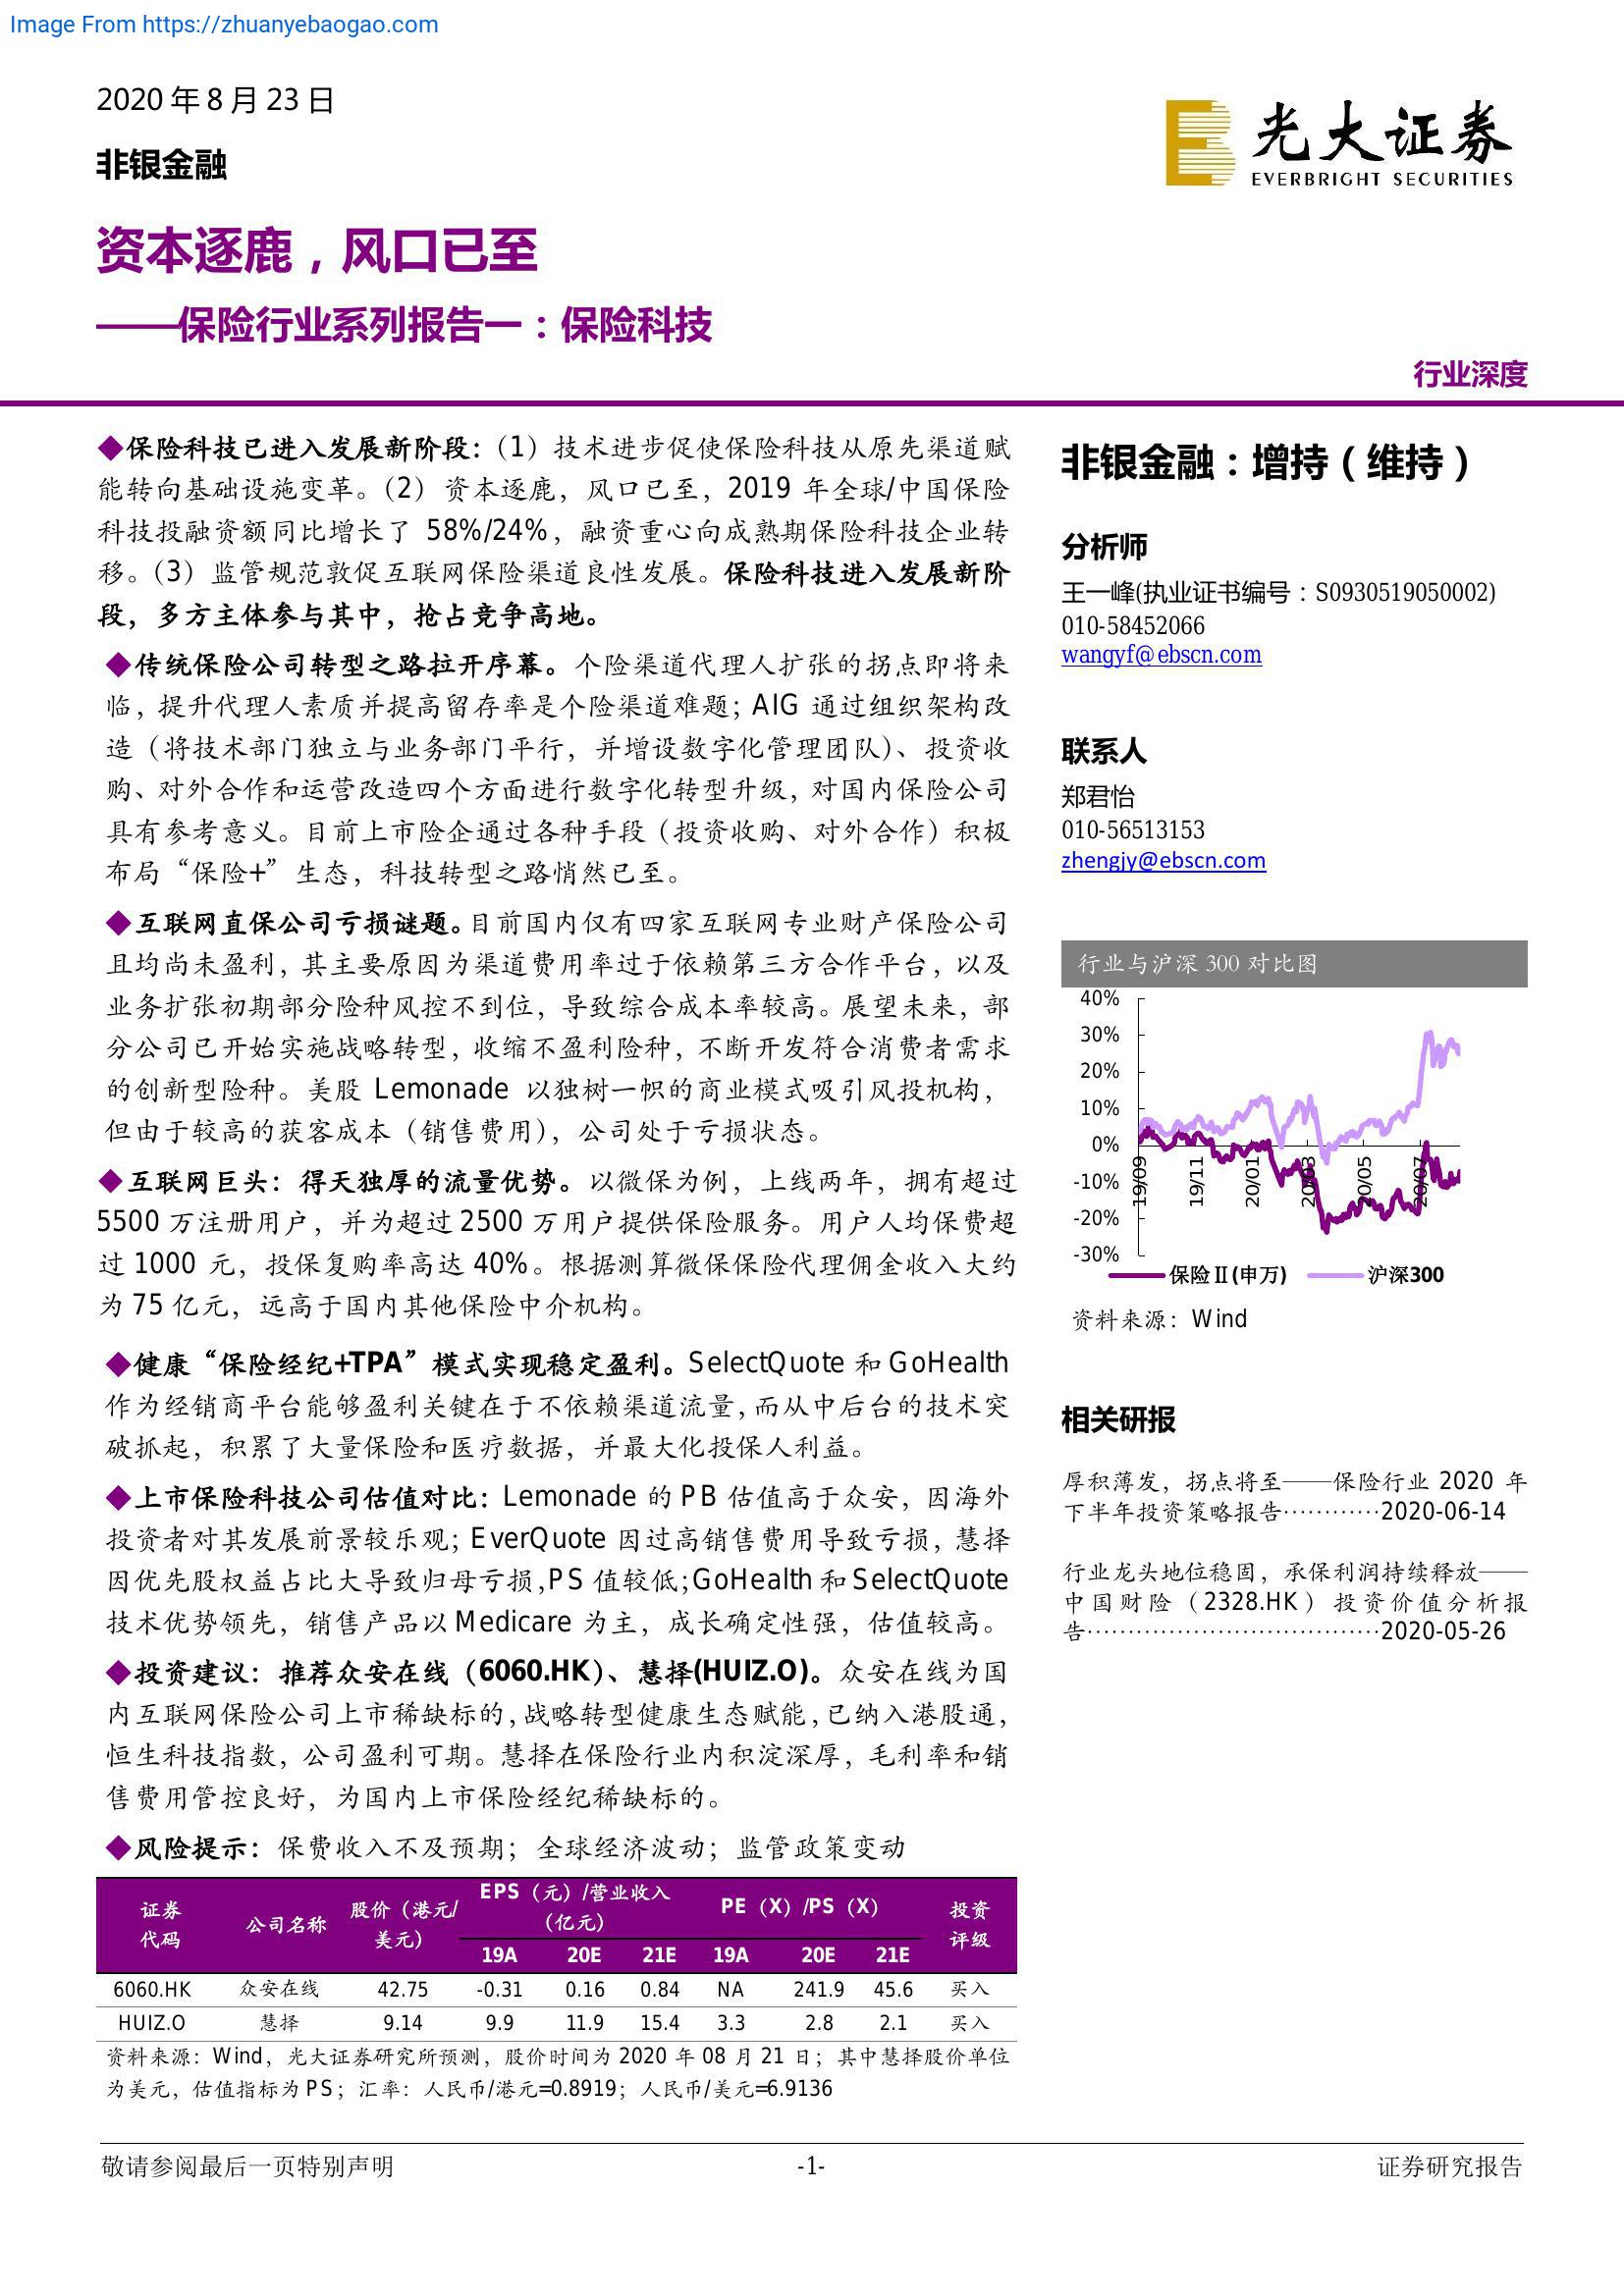 Image From https://zhuanyebaogao.com
2020 年 8 月 23 日
非银金融
光大证券
EVERBRIGHT SECURITIES
资本逐鹿，风口已至
——保险行业系列报告一：保险科技
行业深度
◆保险科技已进入发展新阶段：（1）技术进步促使保险科技从原先渠道赋
能转向基础设施变革。（2）资本逐鹿，风口已至，2019 年全球/中国保险
科技投融资额同比增长了 58%/24%，融资重心向成熟期保险科技企业转
移。（3）监管规范敦促互联网保险渠道良性发展。保险科技进入发展新阶
段，多方主体参与其中，抢占竞争高地。
◆传统保险公司转型之路拉开序幕。个险渠道代理人扩张的拐点即将来
临，提升代理人素质并提高留存率是个险渠道难题；AIG 通过组织架构改
造（将技术部门独立与业务部门平行，并增设数字化管理团队）、投资收
购、对外合作和运营改造四个方面进行数字化转型升级，对国内保险公司
具有参考意义。目前上市险企通过各种手段（投资收购、对外合作）积极
布局“保险+”生态，科技转型之路悄然已至。
◆互联网直保公司亏损谜题。目前国内仅有四家互联网专业财产保险公司
且均尚未盈利，其主要原因为渠道费用率过于依赖第三方合作平台，以及
业务扩张初期部分险种风控不到位，导致综合成本率较高。展望未来，部
分公司已开始实施战略转型，收缩不盈利险种，不断开发符合消费者需求
的创新型险种。美股 Lemonade 以独树一帜的商业模式吸引风投机构，
但由于较高的获客成本（销售费用），公司处于亏损状态。
◆互联网巨头：得天独厚的流量优势。以微保为例，上线两年，拥有超过
5500 万注册用户，并为超过 2500 万用户提供保险服务。用户人均保费超
过 1000 元，投保复购率高达 40%。根据测算微保保险代理佣金收入大约
为 75 亿元，远高于国内其他保险中介机构。
◆健康“保险经纪+TPA”模式实现稳定盈利。SelectQuote 和 GoHealth
作为经销商平台能够盈利关键在于不依赖渠道流量，而从中后台的技术突
破抓起，积累了大量保险和医疗数据，并最大化投保人利益。
◆上市保险科技公司估值对比：Lemonade 的 PB 估值高于众安，因海外
投资者对其发展前景较乐观；EverQuote 因过高销售费用导致亏损，慧择
因优先股权益占比大导致归母亏损，PS 值较低；GoHealth 和 SelectQuote
技术优势领先，销售产品以 Medicare 为主，成长确定性强，估值较高。
◆投资建议：推荐众安在线（6060.HK）、慧择(HUIZ.O)。众安在线为国
内互联网保险公司上市稀缺标的，战略转型健康生态赋能，已纳入港股通，
恒生科技指数，公司盈利可期。慧择在保险行业内积淀深厚，毛利率和销
售费用管控良好，为国内上市保险经纪稀缺标的。
◆风险提示：保费收入不及预期；全球经济波动；监管政策变动
证券代码 公司名称 股价（港元/美元） EPS（元）/营业收入（亿元） PE（X）/PS（X） 投资评级
19A 20E 21E 19A 20E 21E
6060.HK 众安在线 42.75 -0.31 0.16 0.84 NA 241.9 45.6 买入
HUIZ.O 慧择 9.14 9.9 11.9 15.4 3.3 2.8 2.1 买入
资料来源：Wind，光大证券研究所预测，股价时间为 2020 年 08 月 21 日；其中慧择股价单位
为美元，估值指标为 PS；汇率：人民币/港元=0.8919；人民币/美元=6.9136
非银金融：增持（维持）
分析师
王一峰(执业证书编号：S0930519050002)
010-58452066
wangyf@ebscn.com
联系人
郑君怡
010-56513153
zhengjy@ebscn.com
行业与沪深 300 对比图
40%
30%
20%
10%
0%
-10%
-20%
-30%
19/09 19/11 20/01 20/03 20/05 20/07
保险Ⅱ(申万) 沪深300
资料来源：Wind
相关研报
厚积薄发，拐点将至——保险行业 2020 年
下半年投资策略报告…………2020-06-14
行业龙头地位稳固，承保利润持续释放——
中国财险（2328.HK）投资价值分析报
告………………………………2020-05-26
敬请参阅最后一页特别声明
-1-
证券研究报告